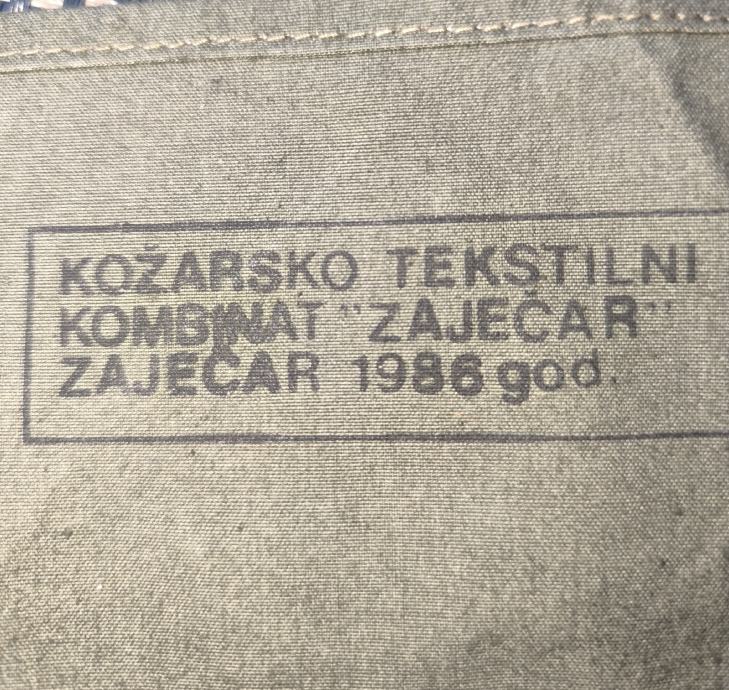 KOŽARSKO TEKSTILNI
KOMBINAT "ZAJEČAR"
ZAJEČAR 1986 god.